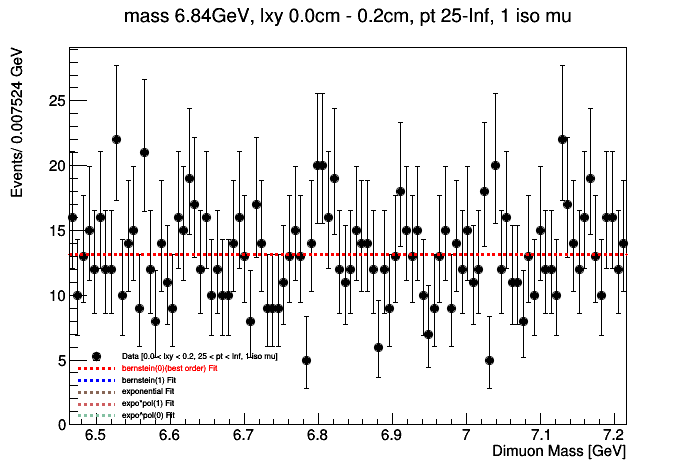 mass 6.84GeV, lxy 0.0cm - 0.2cm, pt 25-Inf, 1 iso mu
Events/ 0.007524 GeV
25
20
15
10
5
0
Data [0.0 < lxy < 0.2, 25 < pt < Inf, 1 iso mu]
bernstein(0)(best order) Fit
bernstein(1) Fit
exponential Fit
expo*pol(1) Fit
expo*pol(0) Fit
6.5 6.6 6.7 6.8 6.9 7 7.1 7.2
Dimuon Mass [GeV]